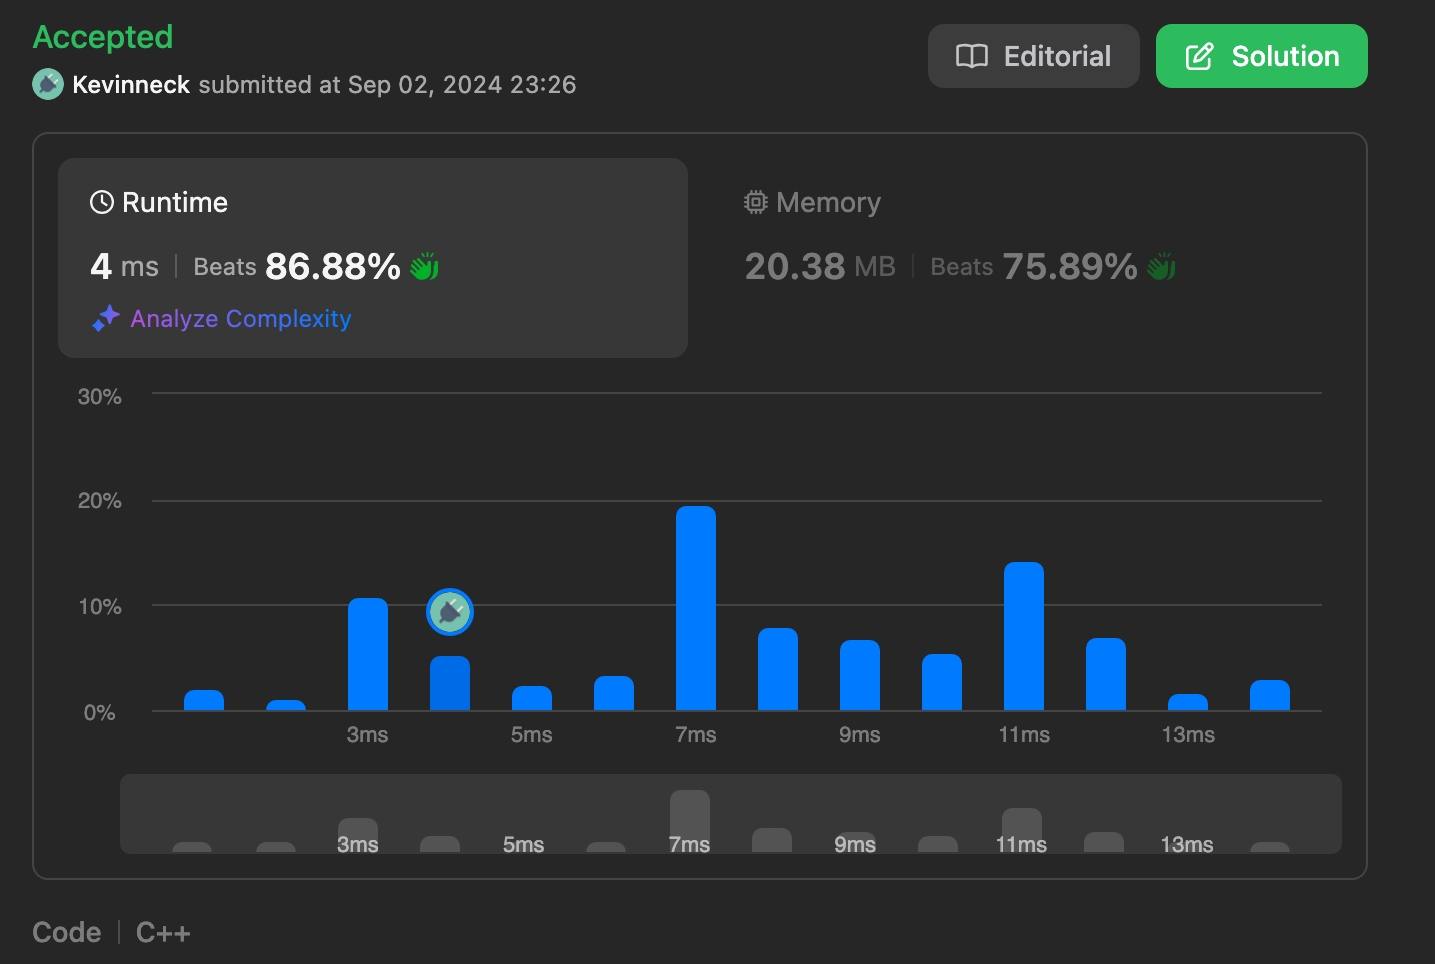 Accepted
Editorial
Solution
Kevinneck submitted at Sep 02, 2024 23:26
Runtime
Memory
4 ms | Beats 86.88%
20.38 MB | Beats 75.89%
Analyze Complexity
30%
20%
10%
0%
3ms 5ms 7ms 9ms 11ms 13ms
3ms 5ms 7ms 9ms 11ms 13ms
Code | C++